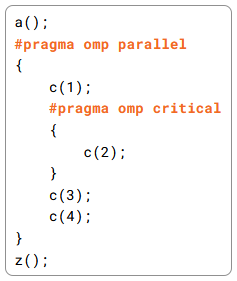 a();
#pragma omp parallel
{
    c(1);
    #pragma omp critical
    {
        c(2);
    }
    c(3);
    c(4);
}
z();